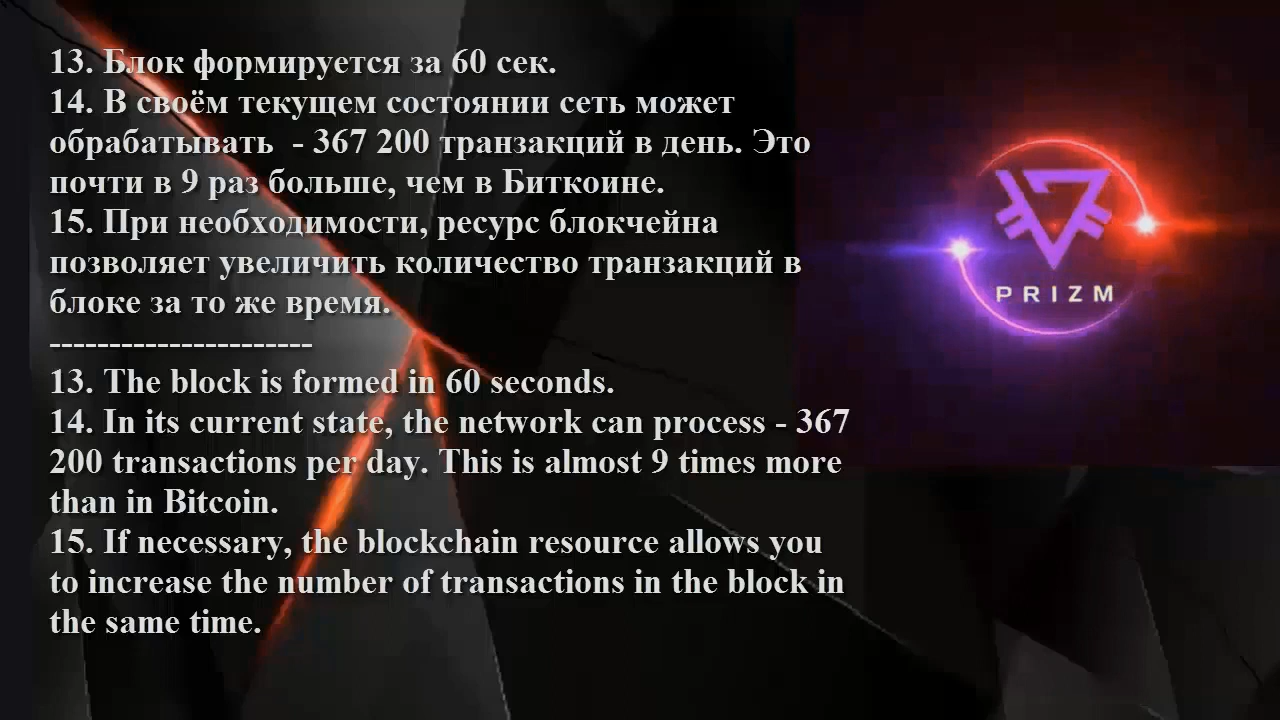 13. Блок формируется за 60 сек.
14. В своём текущем состоянии сеть может
обрабатывать  - 367 200 транзакций в день. Это
почти в 9 раз больше, чем в Биткоине.
15. При необходимости, ресурс блокчейна
позволяет увеличить количество транзакций в
блоке за то же время.
----------------------
13. The block is formed in 60 seconds.
14. In its current state, the network can process - 367
200 transactions per day. This is almost 9 times more
than in Bitcoin.
15. If necessary, the blockchain resource allows you
to increase the number of transactions in the block in
the same time.
PRIZM